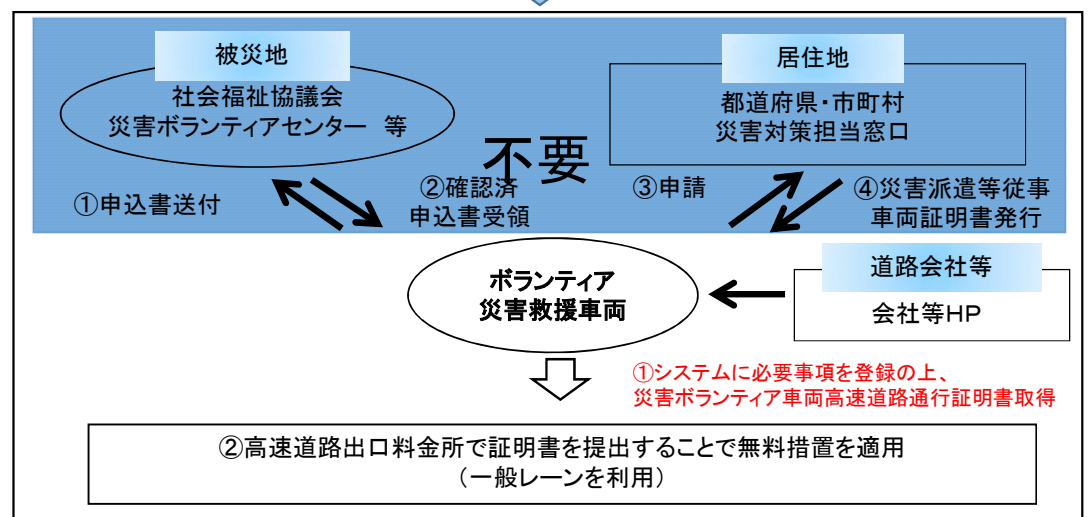 被災地
社会福祉協議会
災害ボランティアセンター 等
居住地
都道府県・市町村
災害対策担当窓口
不要
①申込書送付
②確認済
申込書受領
③申請
④災害派遣等従事
車両証明書発行
ボランティア
災害救援車両
道路会社等
会社等HP
①システムに必要事項を登録の上、
災害ボランティア車両高速道路通行証明書取得
②高速道路出口料金所で証明書を提出することで無料措置を適用
（一般レーンを利用）